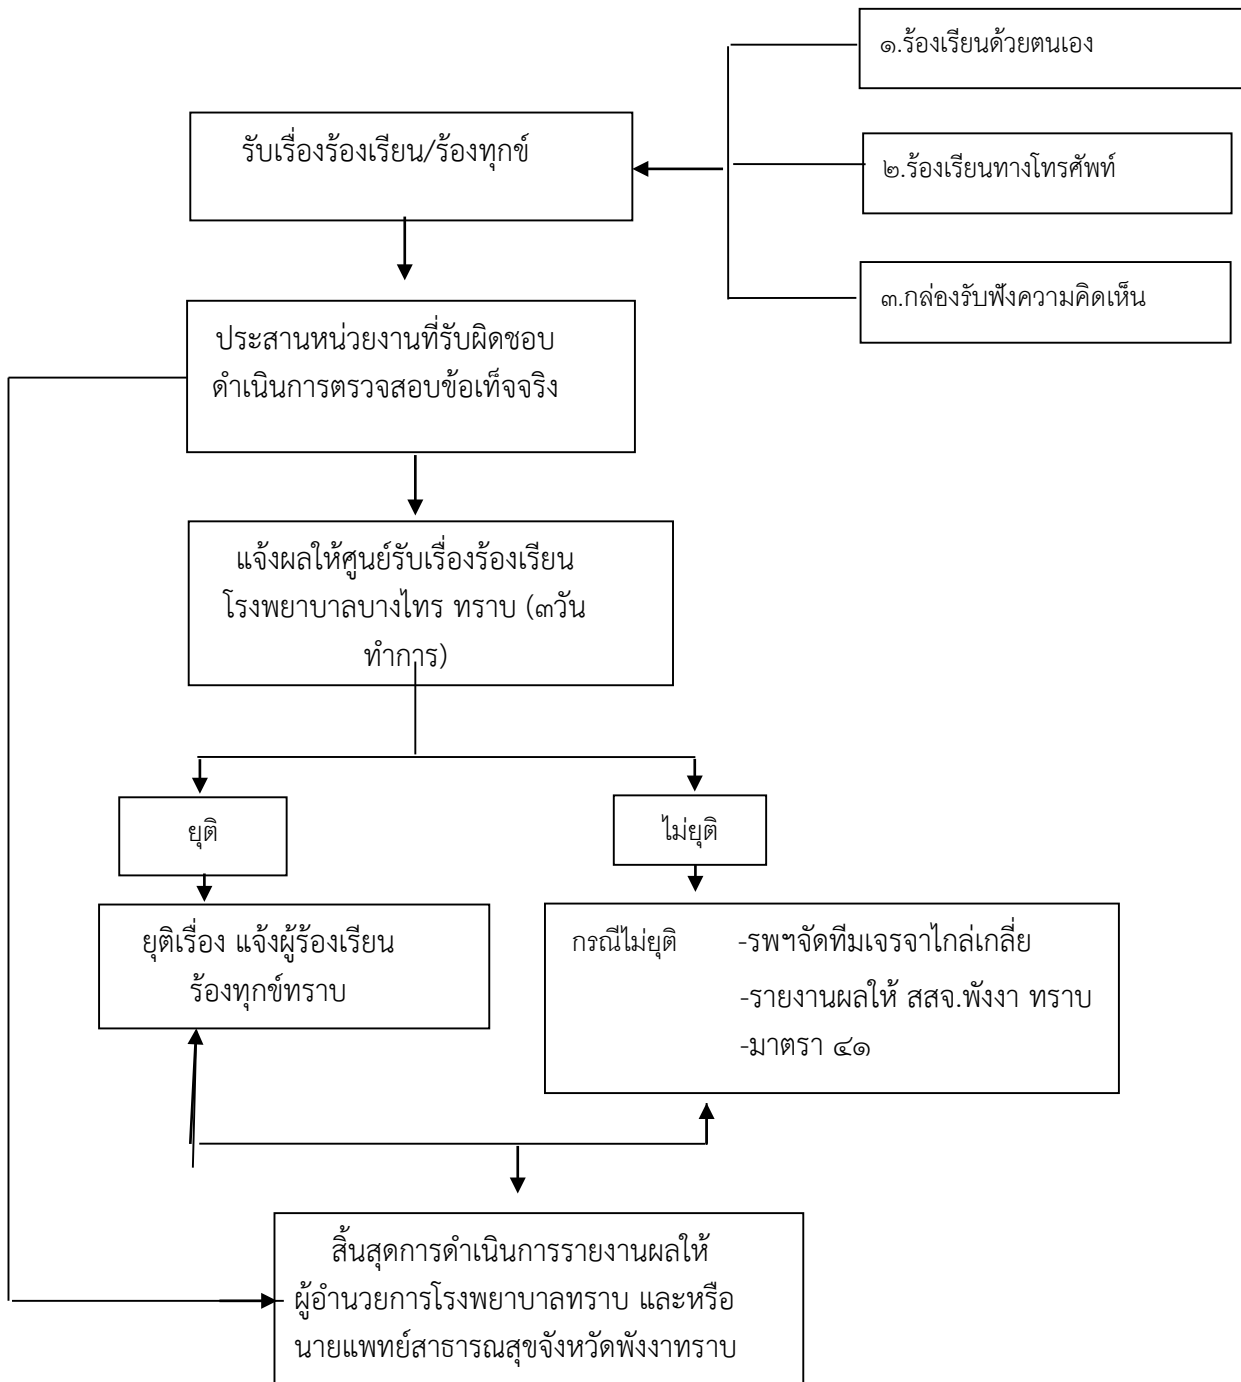 ๑.ร้องเรียนด้วยตนเอง
รับเรื่องร้องเรียน/ร้องทุกข์
๒.ร้องเรียนทางโทรศัพท์
๓.กล่องรับฟังความคิดเห็น
ประสานหน่วยงานที่รับผิดชอบ
ดำเนินการตรวจสอบข้อเท็จจริง
แจ้งผลให้ศูนย์รับเรื่องร้องเรียน
โรงพยาบาลบางไทร ทราบ (๓วัน
ทำการ)
ยุติ
ไม่ยุติ
ยุติเรื่อง แจ้งผู้ร้องเรียน
ร้องทุกข์ทราบ
กรณีไม่ยุติ -รพฯจัดทีมเจรจาไกล่เกลี่ย
-รายงานผลให้ สสจ.พังงา ทราบ
-มาตรา ๔๑
สิ้นสุดการดำเนินการรายงานผลให้
ผู้อำนวยการโรงพยาบาลทราบ และหรือ
นายแพทย์สาธารณสุขจังหวัดพังงาทราบ